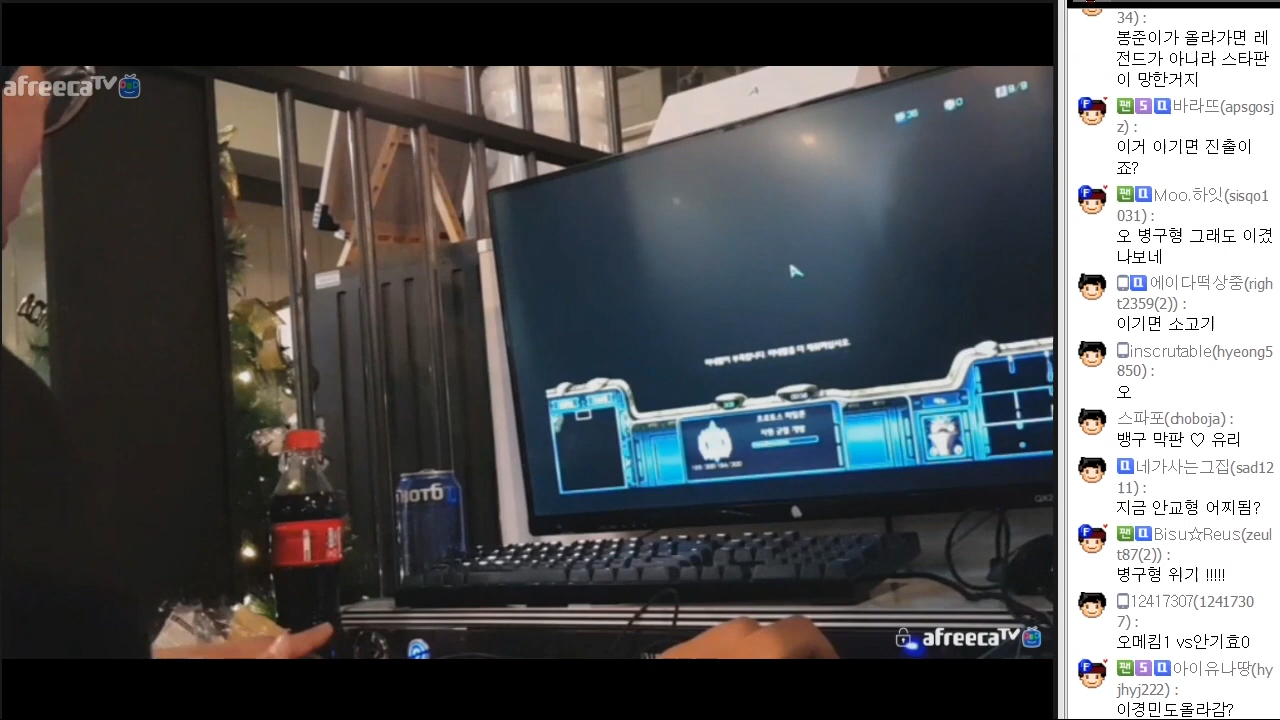 afreecaTV
34) :
봉준이가 올라가면 레
전드가 아니라 스타판
이 망한거지
팬 S 바라뜨(apsgosj
z) :
이거 이기면 진출이
죠?
팬 Moo.하잇(sisqo1
031) :
오 병구형 그래도 이겼
나보네
에이다떡상중(righ
t2359(2)) :
이기면 소고기
inscrutable(hyeong5
850) :
오
스파포(choboja) :
뱅구 막판 ♡ 유리
네가사는그집(sad12
11) :
지금 안교형 어찌됨?
팬 Bisu☆Reus(zeul
t87(2)) :
병구형 위기 !!!!!
12417307(1241730
7) :
오메킴1 vs안기효0
팬 S 아이유나땅(hy
jhyj222) :
이경민도올라감?
HOT6
afreecaTV